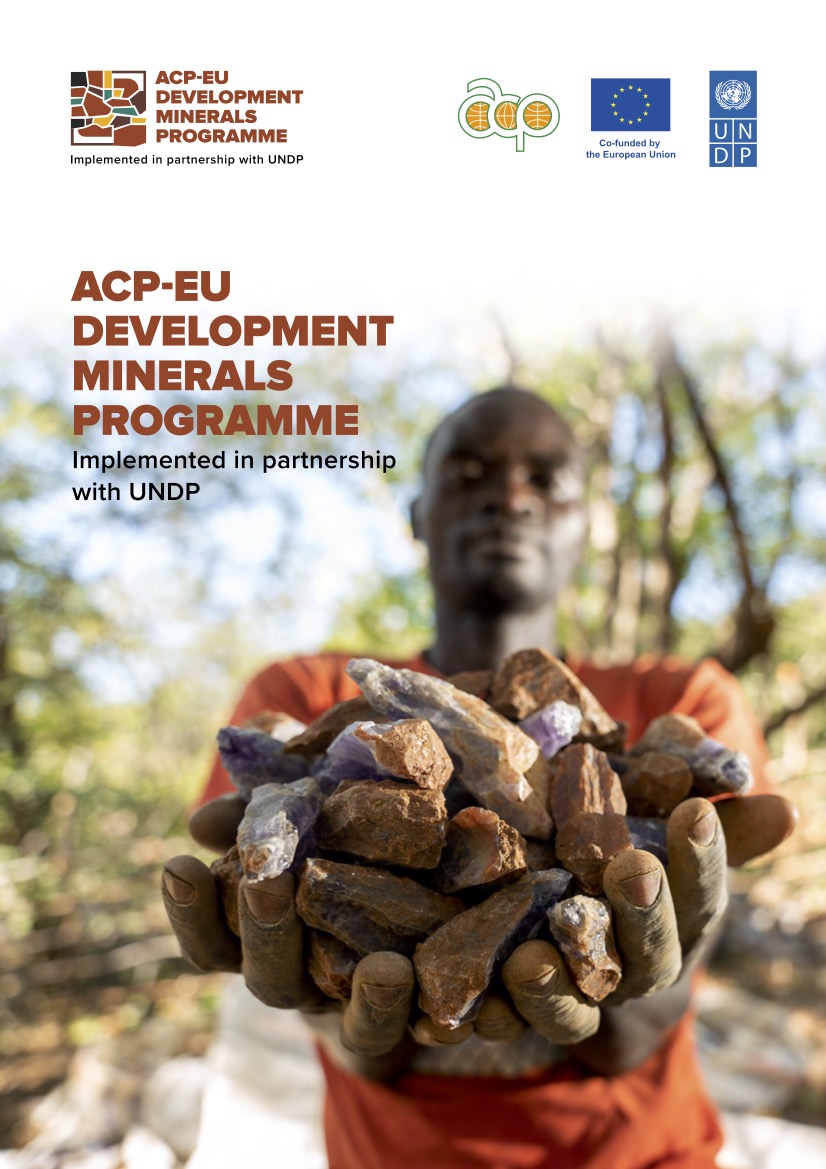 ACP-EU
DEVELOPMENT
MINERALS
PROGRAMME
Implemented in partnership with UNDP
acp
Co-funded by
the European Union
U N
D P
ACP-EU
DEVELOPMENT
MINERALS
PROGRAMME
Implemented in partnership
with UNDP